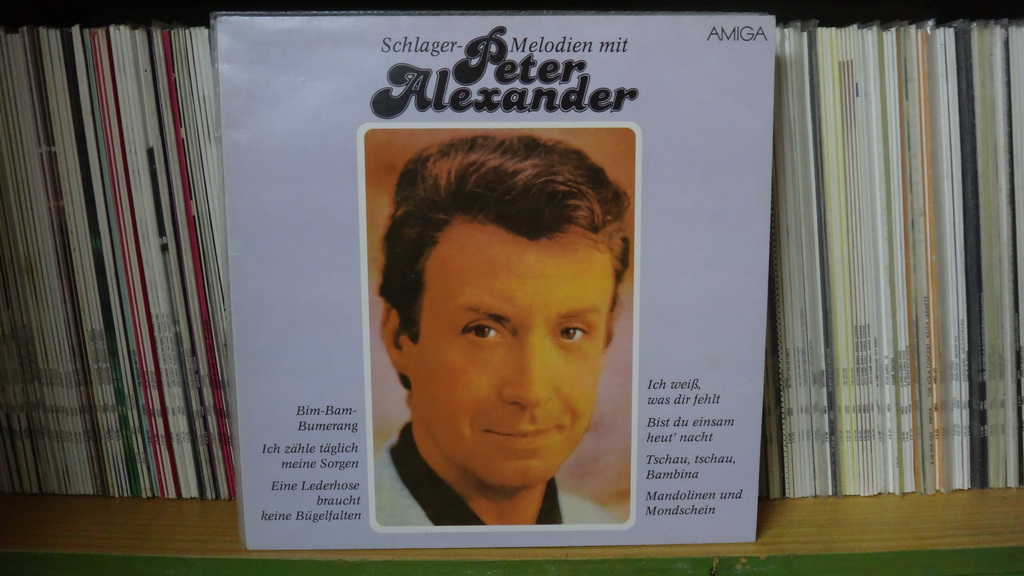 Schlager-Melodien mit
Peter
Alexander
AMIGA
Bim-Bam-
Bumerang
Ich zähle täglich
meine Sorgen
Eine Lederhose
braucht
keine Bügelfalten
Ich weiß,
was dir fehlt
Bist du einsam
heut' nacht
Tschau, tschau,
Bambina
Mandolinen und
Mondschein